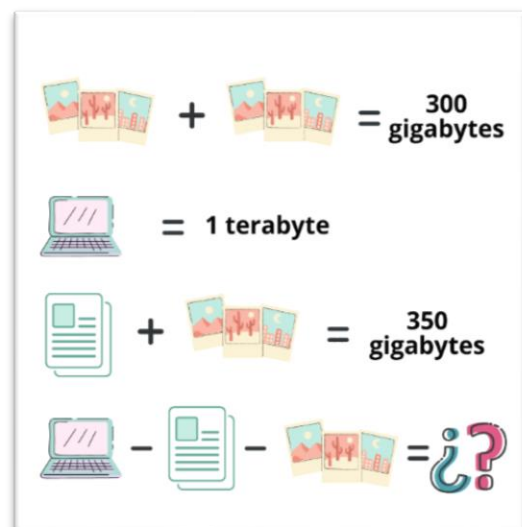 + = 300
gigabytes
= 1 terabyte
+ = 350
gigabytes
- - = ¿?